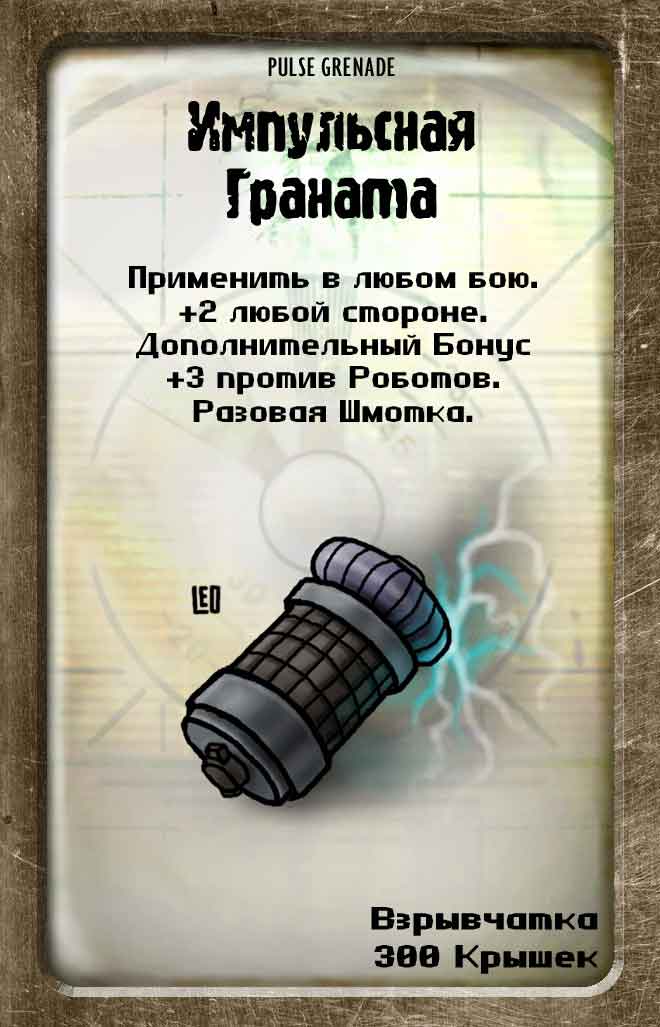 PULSE GRENADE
Импульсная
Граната
Применить в любом бою.
+2 любой стороне.
Дополнительный Бонус
+3 против Роботов.
Разовая Шмотка.
LEO
Взрывчатка
300 Крышек